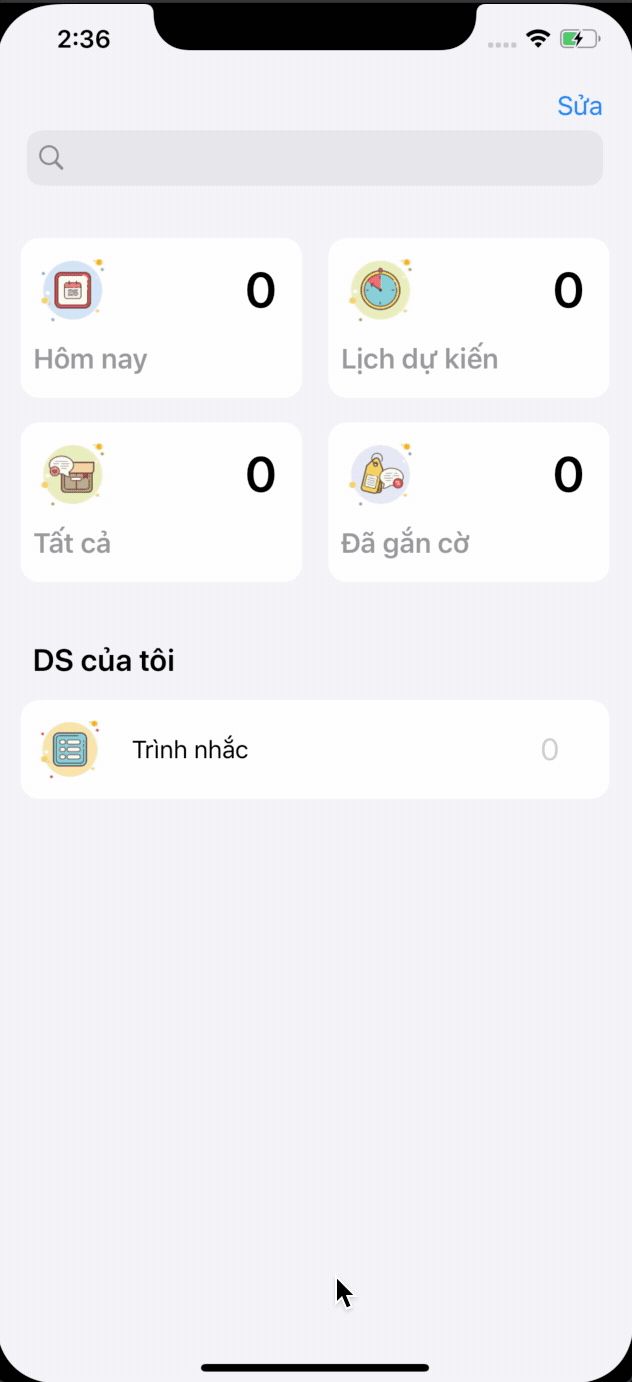 2:36
Sửa
0
Hôm nay
0
Lịch dự kiến
0
Tất cả
0
Đã gắn cờ
DS của tôi
Trình nhắc 0